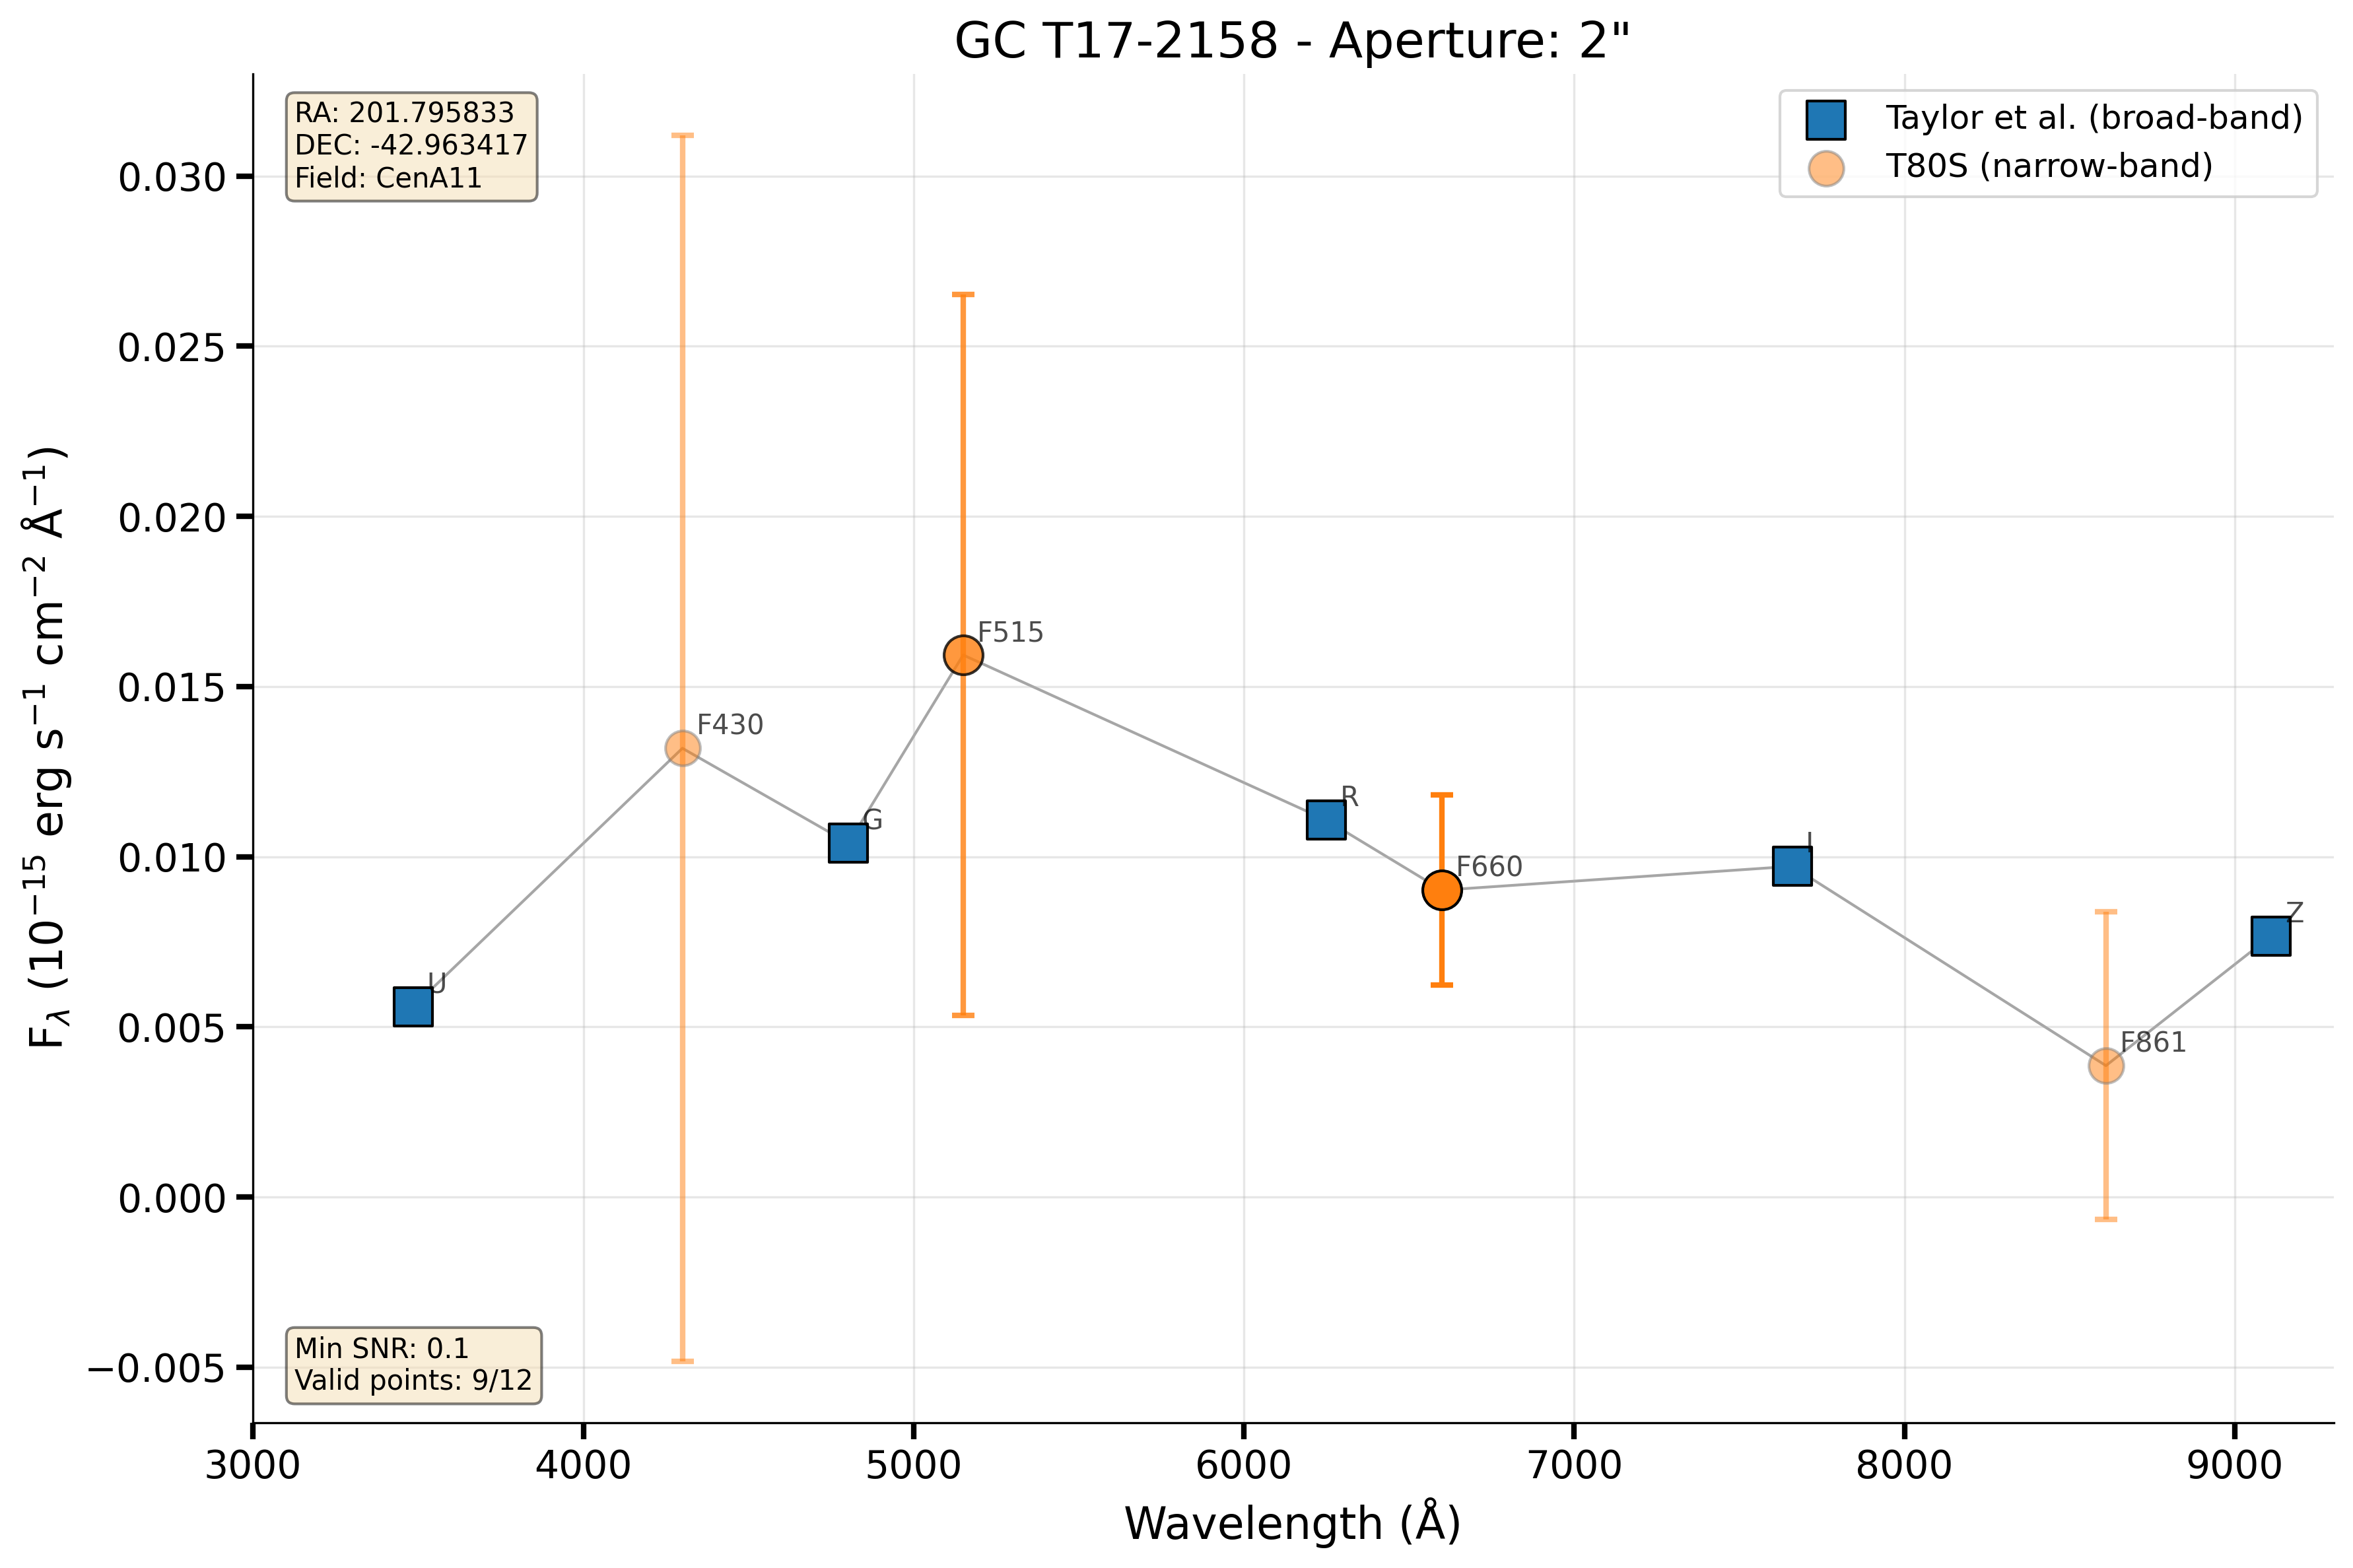 GC T17-2158 - Aperture: 2"
RA: 201.795833
DEC: -42.963417
Field: CenA11
Taylor et al. (broad-band)
T80S (narrow-band)
0.030
0.025
0.020
0.015
0.010
0.005
0.000
−0.005
F_λ (10⁻¹⁵ erg s⁻¹ cm⁻² Å⁻¹)
U
F430
G
F515
R
F660
I
F861
Z
Min SNR: 0.1
Valid points: 9/12
3000
4000
5000
6000
7000
8000
9000
Wavelength (Å)